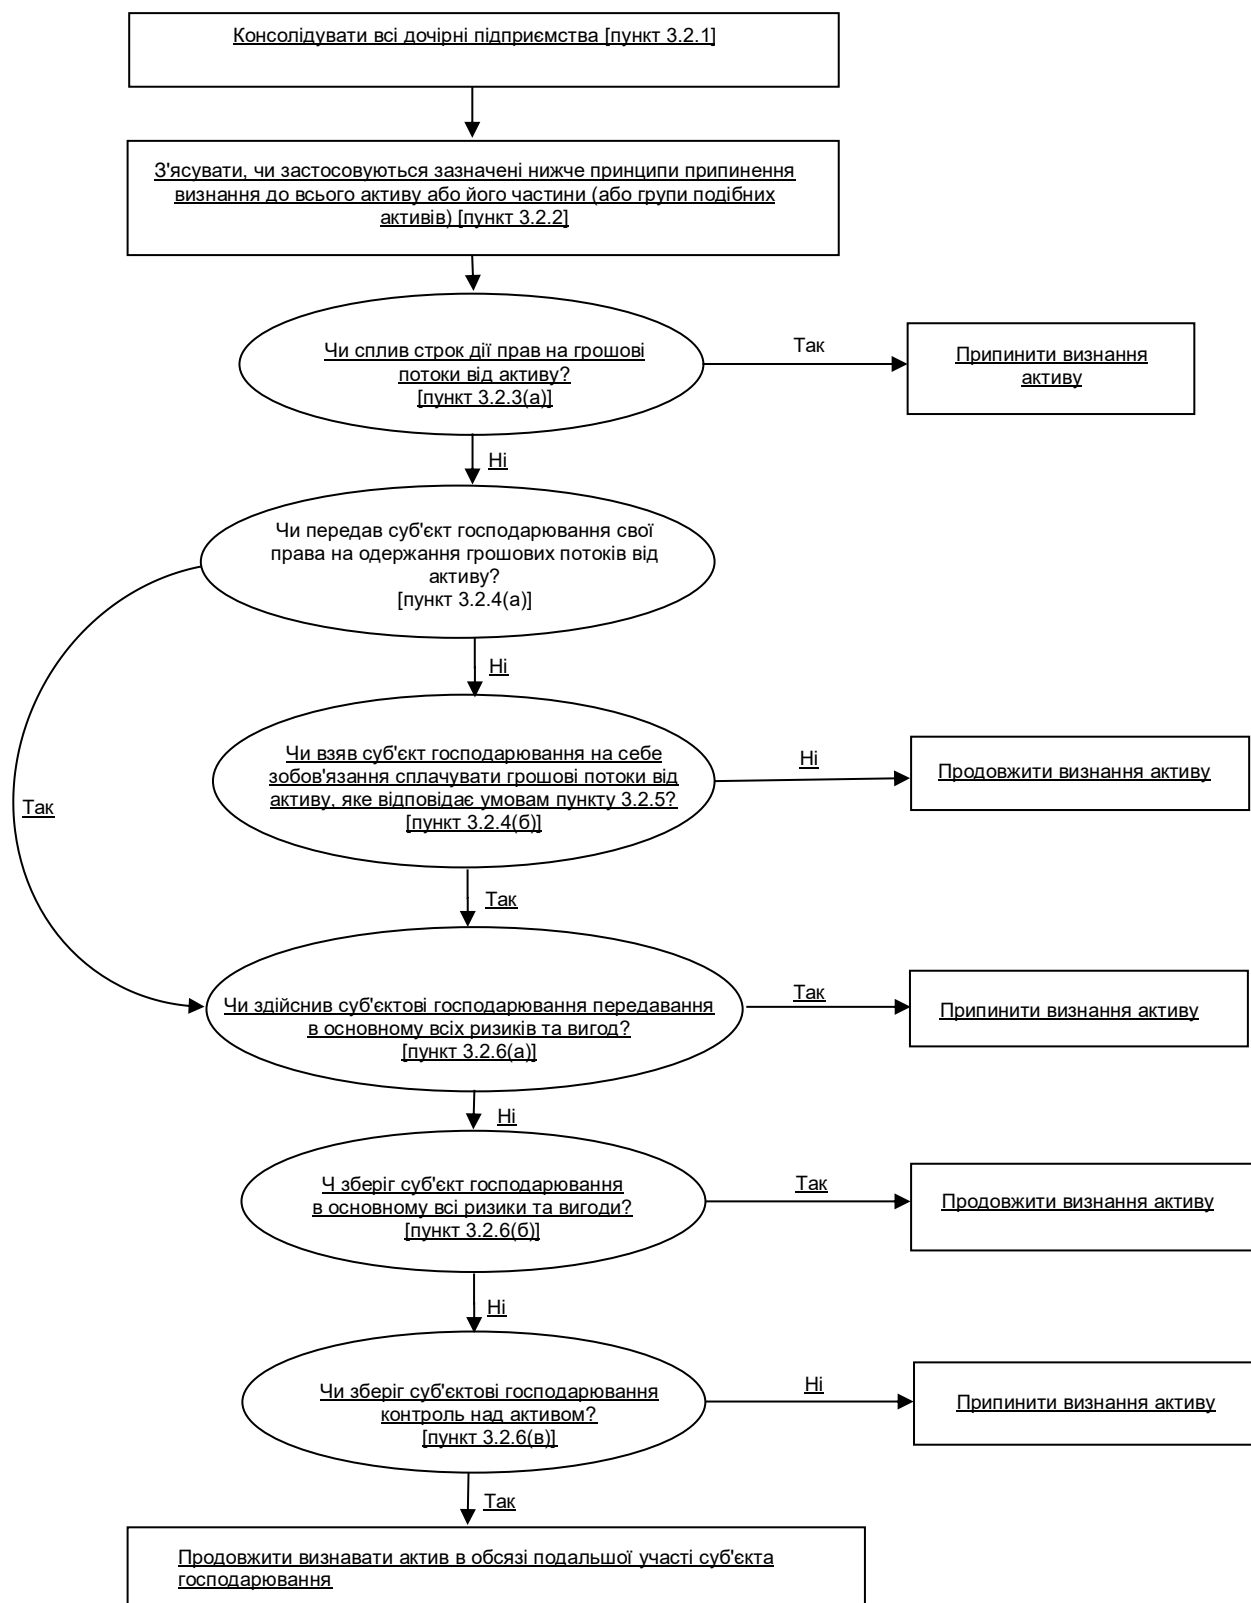 Консолідувати всі дочірні підприємства [пункт 3.2.1]
З'ясувати, чи застосовуються зазначені нижче принципи припинення
визнання до всього активу або його частини (або групи подібних
активів) [пункт 3.2.2]
Чи сплив строк дії прав на грошові
потоки від активу?
[пункт 3.2.3(а)]
Так
Припинити визнання
активу
Ні
Чи передав суб'єкт господарювання свої
права на одержання грошових потоків від
активу?
[пункт 3.2.4(а)]
Ні
Так
Чи взяв суб'єкт господарювання на себе
зобов'язання сплачувати грошові потоки від
активу, яке відповідає умовам пункту 3.2.5?
[пункт 3.2.4(б)]
Ні
Продовжити визнання активу
Так
Чи здійснив суб'єктові господарювання передавання
в основному всіх ризиків та вигод?
[пункт 3.2.6(а)]
Так
Припинити визнання активу
Ні
Ч зберіг суб'єкт господарювання
в основному всі ризики та вигоди?
[пункт 3.2.6(б)]
Так
Продовжити визнання активу
Ні
Чи зберіг суб'єктові господарювання
контроль над активом?
[пункт 3.2.6(в)]
Ні
Припинити визнання активу
Так
Продовжити визнавати актив в обсязі подальшої участі суб'єкта
господарювання